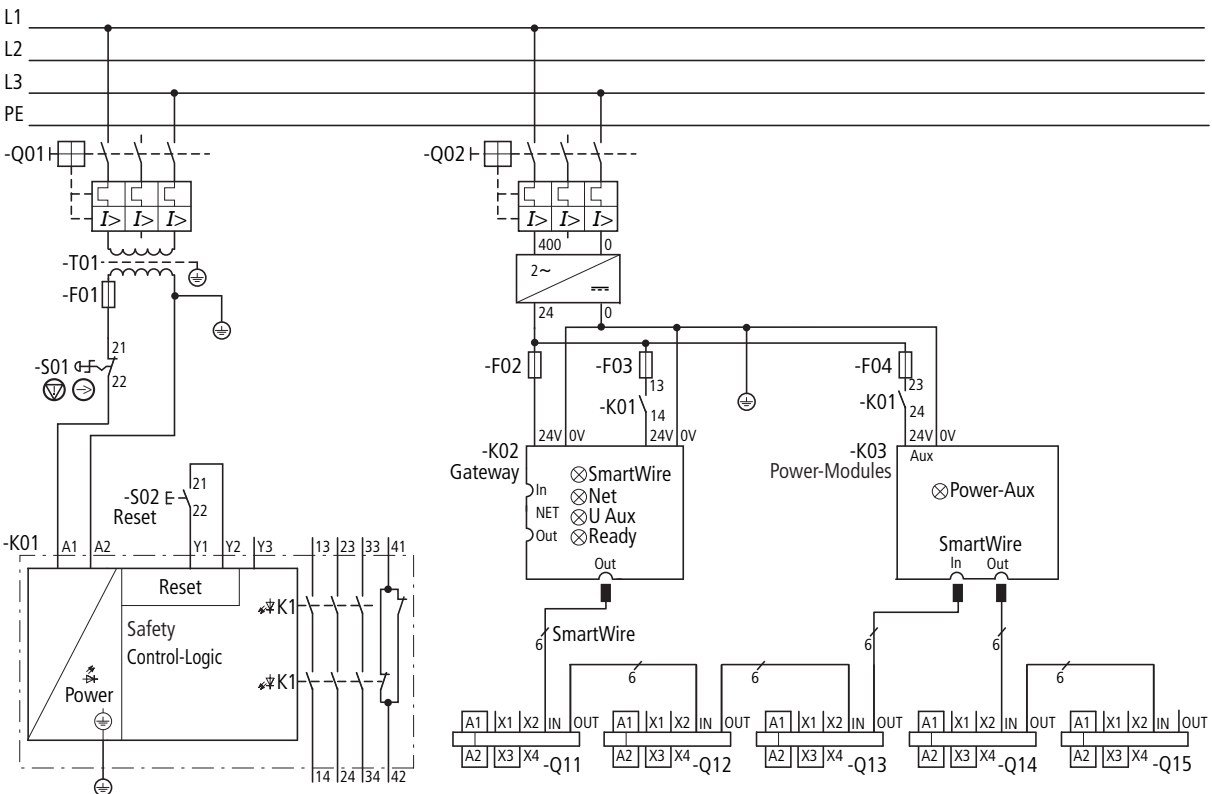 L1
L2
L3
PE
-Q01
I> I> I>
-Q02
I> I> I>
-T01
-F01
400 0
2~
24 0
-S01
21
22
-F02
-F03
-F04
13
-K01
14
23
-K01
24
-S02
Reset
21
22
-K02
Gateway
24V 0V
24V 0V
In
NET
Out
SmartWire
Net
U Aux
Ready
Out
-K03
Power-Modules
24V 0V
Aux
Power-Aux
SmartWire
In Out
-K01
A1 A2 Y1 Y2 Y3 13 23 33 41
Reset
Safety
Control-Logic
K1
Power
K1
14 24 34 42
6
SmartWire
6
6
6
6
6
A1 X1 X2 IN OUT
A2 X3 X4 -Q11
A1 X1 X2 IN OUT
A2 X3 X4 -Q12
A1 X1 X2 IN OUT
A2 X3 X4 -Q13
A1 X1 X2 IN OUT
A2 X3 X4 -Q14
A1 X1 X2 IN OUT
A2 X3 X4 -Q15